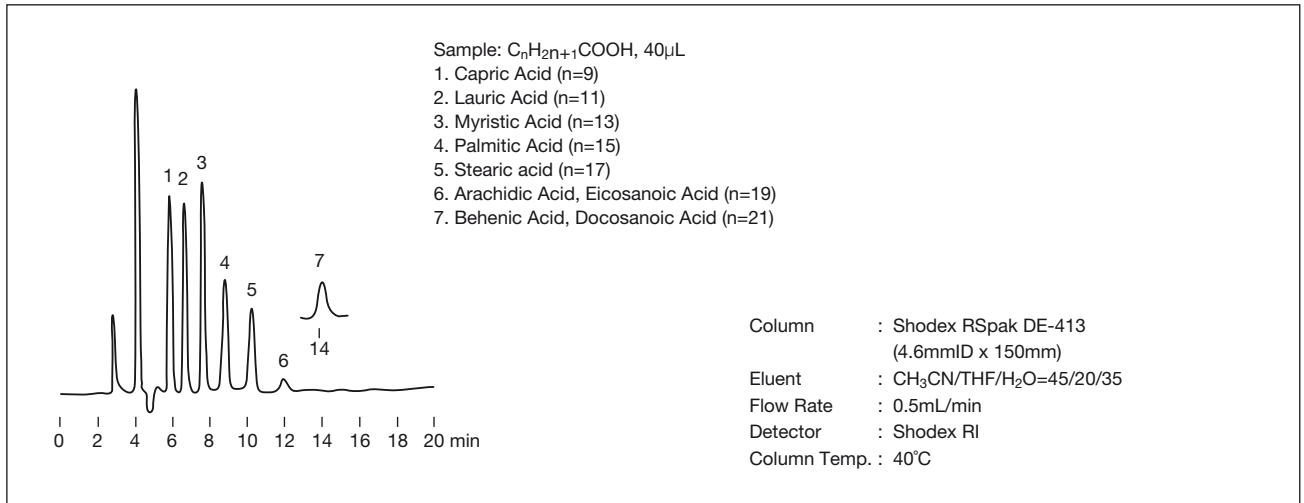 Sample: CₙH₂ₙ₊₁COOH, 40µL
1. Capric Acid (n=9)
2. Lauric Acid (n=11)
3. Myristic Acid (n=13)
4. Palmitic Acid (n=15)
5. Stearic acid (n=17)
6. Arachidic Acid, Eicosanoic Acid (n=19)
7. Behenic Acid, Docosanoic Acid (n=21)
1 2 3
4
5
6
7
14
0 2 4 6 8 10 12 14 16 18 20 min
Column : Shodex RSpak DE-413
(4.6mmID x 150mm)
Eluent : CH₃CN/THF/H₂O=45/20/35
Flow Rate : 0.5mL/min
Detector : Shodex RI
Column Temp. : 40°C